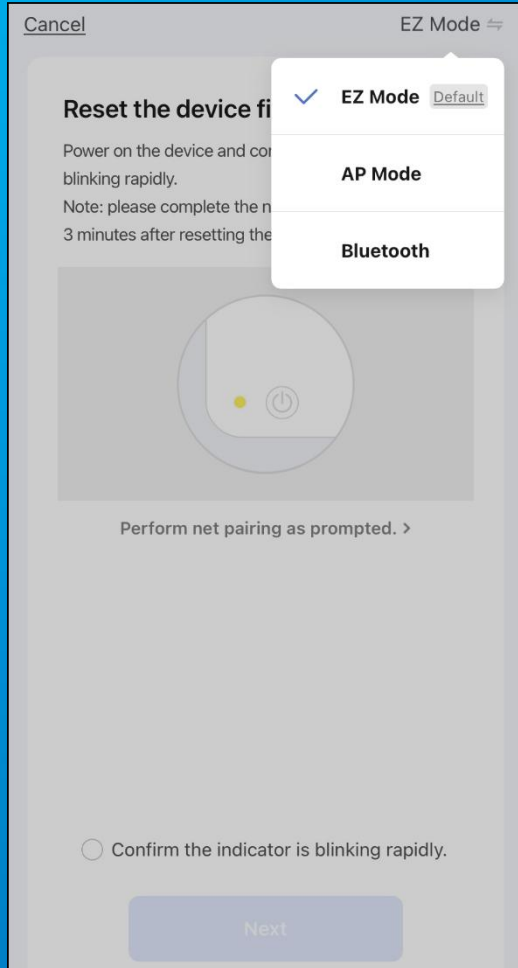 Cancel
EZ Mode
Reset the device fi
EZ Mode Default
Power on the device and con
blinking rapidly.
AP Mode
Note: please complete the n
3 minutes after resetting the
Bluetooth
Perform net pairing as prompted. >
Confirm the indicator is blinking rapidly.
Next